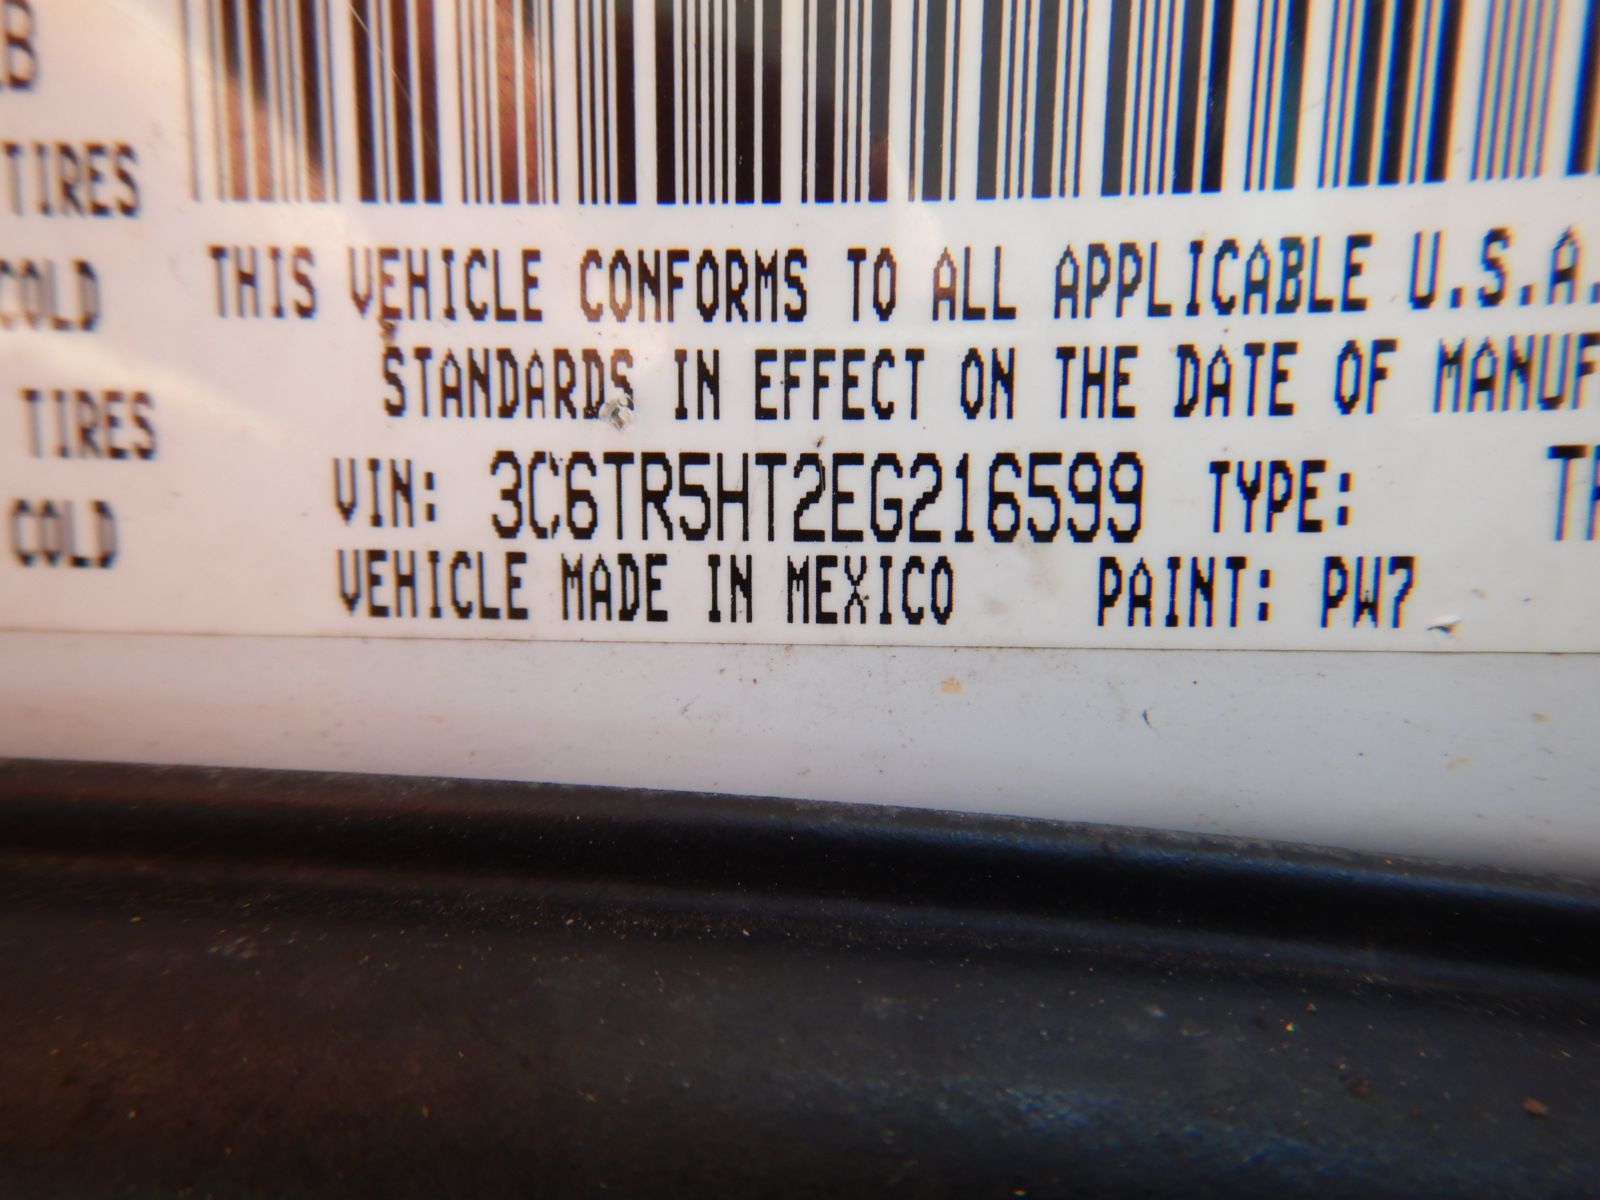 B
TIRES
COLD
TIRES
COLD
THIS VEHICLE CONFORMS TO ALL APPLICABLE U.S.A.
STANDARDS IN EFFECT ON THE DATE OF MANUF
VIN: 3C6TR5HT2EG216599 TYPE:
VEHICLE MADE IN MEXICO PAINT: PW7